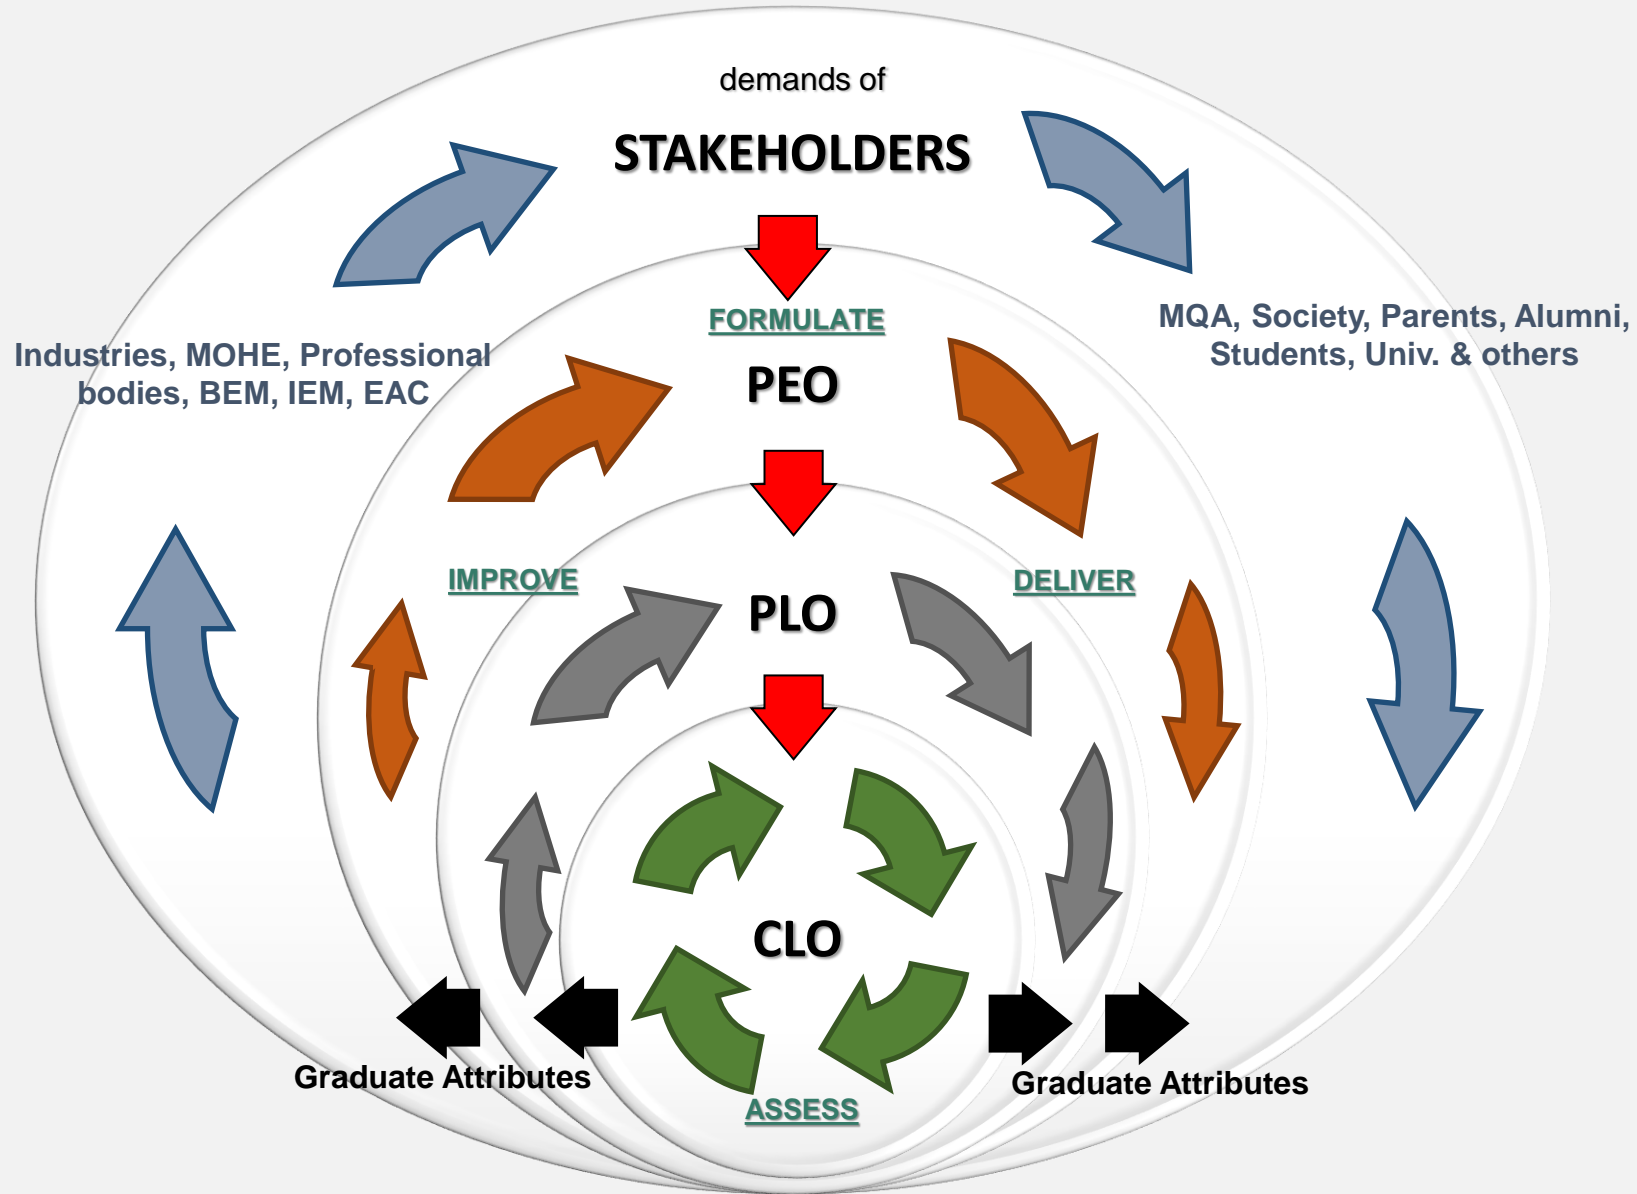 demands of
STAKEHOLDERS
FORMULATE
Industries, MOHE, Professional
bodies, BEM, IEM, EAC
MQA, Society, Parents, Alumni,
Students, Univ. & others
PEO
IMPROVE
DELIVER
PLO
CLO
Graduate Attributes
Graduate Attributes
ASSESS